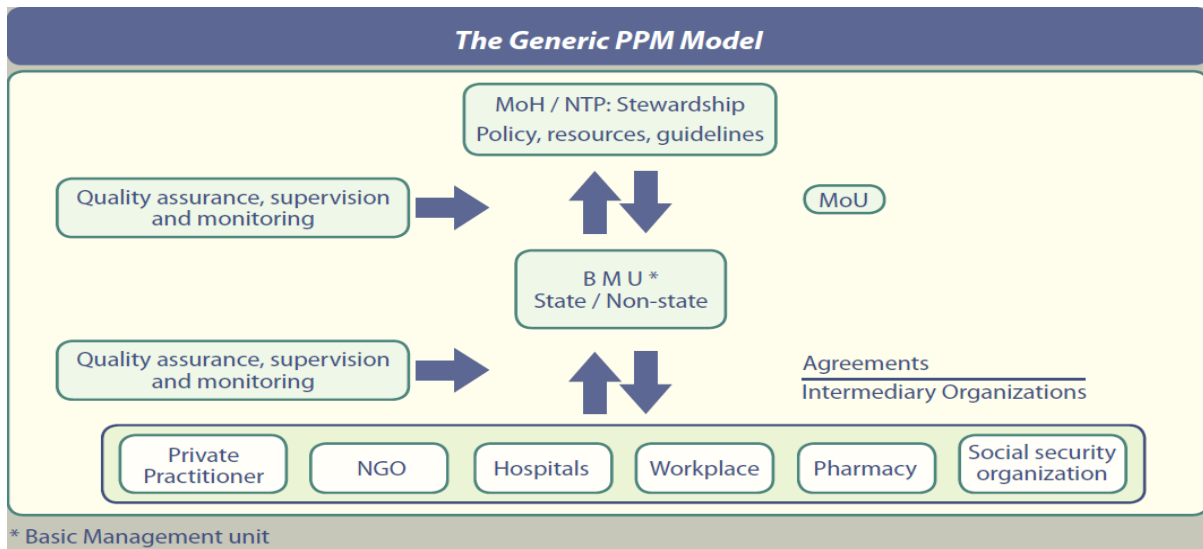 The Generic PPM Model
MoH / NTP: Stewardship
Policy, resources, guidelines
Quality assurance, supervision
and monitoring
MoU
B M U *
State / Non-state
Quality assurance, supervision
and monitoring
Agreements
Intermediary Organizations
Private
Practitioner
NGO
Hospitals
Workplace
Pharmacy
Social security
organization
* Basic Management unit